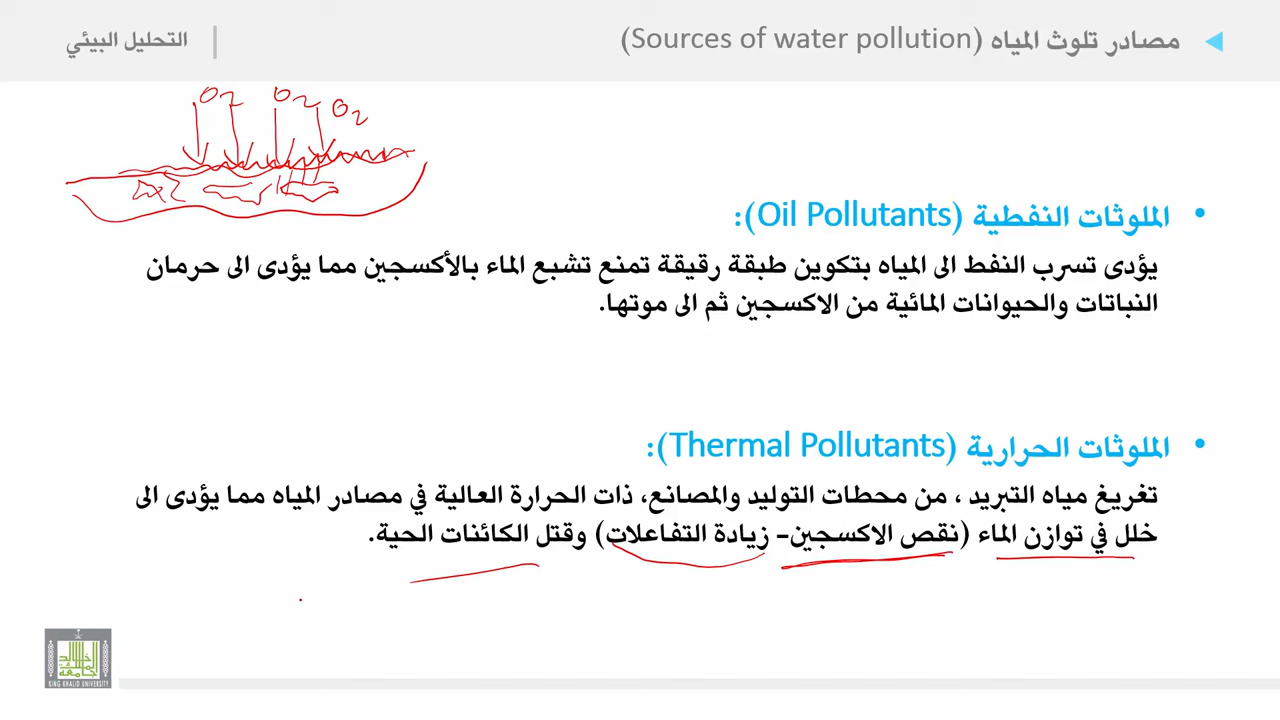 مصادر تلوث المياه (Sources of water pollution)
التحليل البيئي
O2 O2 O2
• الملوثات النفطية (Oil Pollutants):
يؤدى تسرب النفط الى المياه بتكوين طبقة رقيقة تمنع تشبع الماء بالأكسجين مما يؤدى الى حرمان
النباتات والحيوانات المائية من الاكسجين ثم الى موتها.
• الملوثات الحرارية (Thermal Pollutants):
تغريغ مياه التبريد ، من محطات التوليد والمصانع، ذات الحرارة العالية في مصادر المياه مما يؤدى الى
خلل في توازن الماء (نقص الاكسجين- زيادة التفاعلات) وقتل الكائنات الحية.
KING KHALID UNIVERSITY